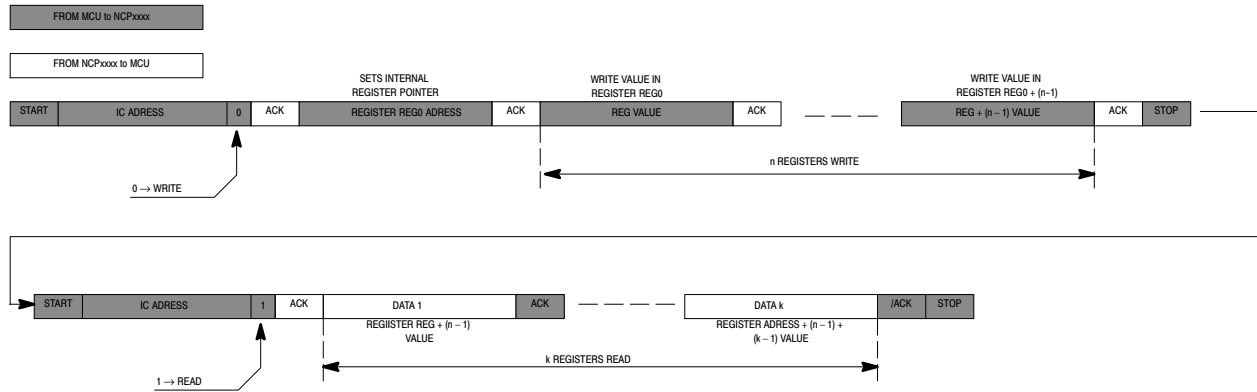 FROM MCU to NCPxxxx
FROM NCPxxxx to MCU
SETS INTERNAL
REGISTER POINTER
WRITE VALUE IN
REGISTER REG0
WRITE VALUE IN
REGISTER REG0 + (n-1)
START IC ADRESS 0 ACK REGISTER REG0 ADRESS ACK REG VALUE ACK REG + (n − 1) VALUE ACK STOP
n REGISTERS WRITE
0 → WRITE
START IC ADRESS 1 ACK DATA 1 ACK DATA k /ACK STOP
REGIISTER REG + (n − 1)
VALUE
REGISTER ADRESS + (n − 1) +
(k − 1) VALUE
k REGISTERS READ
1 → READ